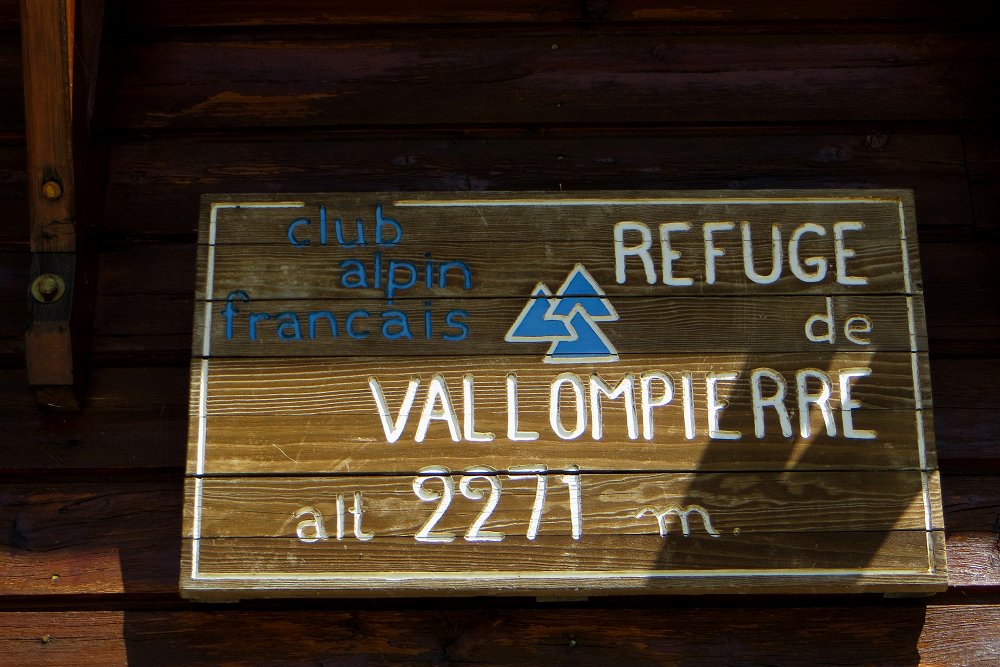 club
alpin
francais
REFUGE
de
VALLOMPIERRE
alt 2271 m